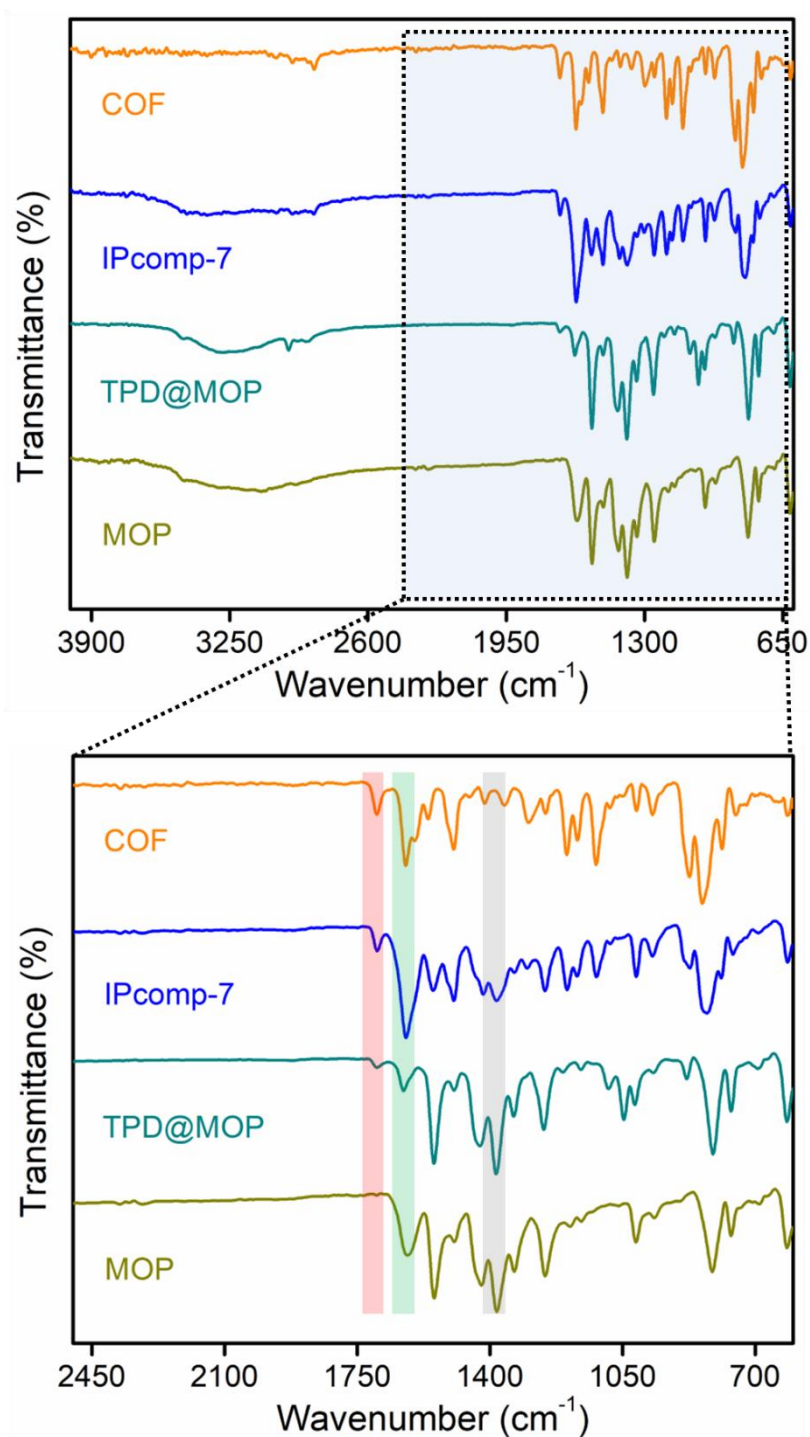 Transmittance (%)
COF
IPcomp-7
TPD@MOP
MOP
3900 3250 2600 1950 1300 650
Wavenumber (cm⁻¹)
Transmittance (%)
COF
IPcomp-7
TPD@MOP
MOP
2450 2100 1750 1400 1050 700
Wavenumber (cm⁻¹)